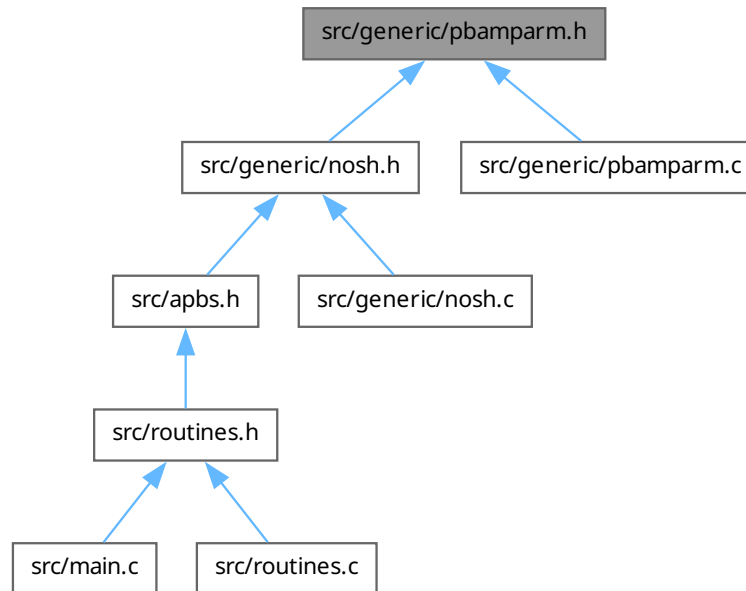 src/generic/pbamparm.h
src/generic/nosh.h
src/generic/pbamparm.c
src/apbs.h
src/generic/nosh.c
src/routines.h
src/main.c
src/routines.c